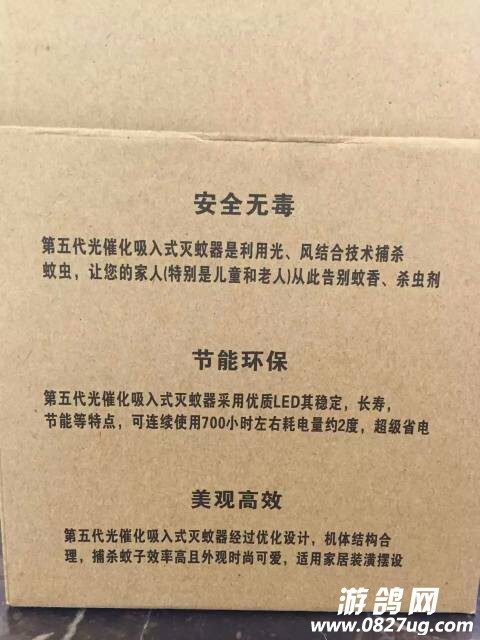 安全无毒
第五代光催化吸入式灭蚊器是利用光、风结合技术捕杀
蚊虫，让您的家人(特别是儿童和老人)从此告别蚊香、杀虫剂
节能环保
第五代光催化吸入式灭蚊器采用优质LED其稳定，长寿，
节能等特点，可连续使用700小时左右耗电量约2度，超级省电
美观高效
第五代光催化吸入式灭蚊器经过优化设计，机体结构合
理，捕杀蚊子效率高且外观时尚可爱，适用家居装潢摆设
游鸽网
www.0827ug.com